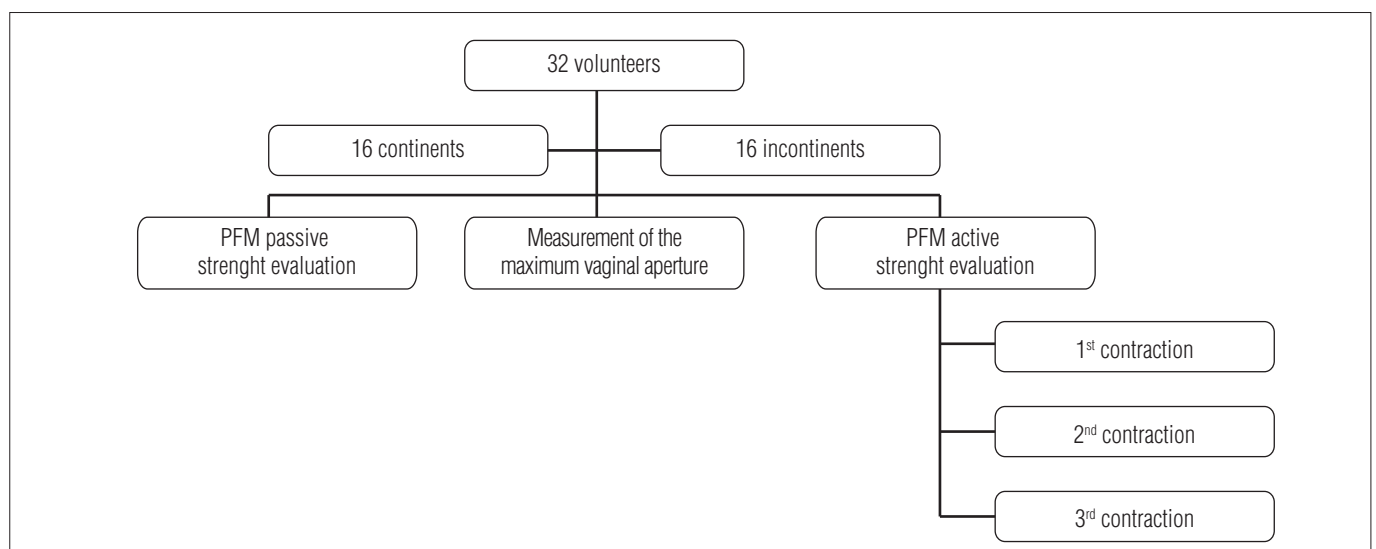 32 volunteers
16 continents
16 incontinents
PFM passive
strenght evaluation
Measurement of the
maximum vaginal aperture
PFM active
strenght evaluation
1st contraction
2nd contraction
3rd contraction